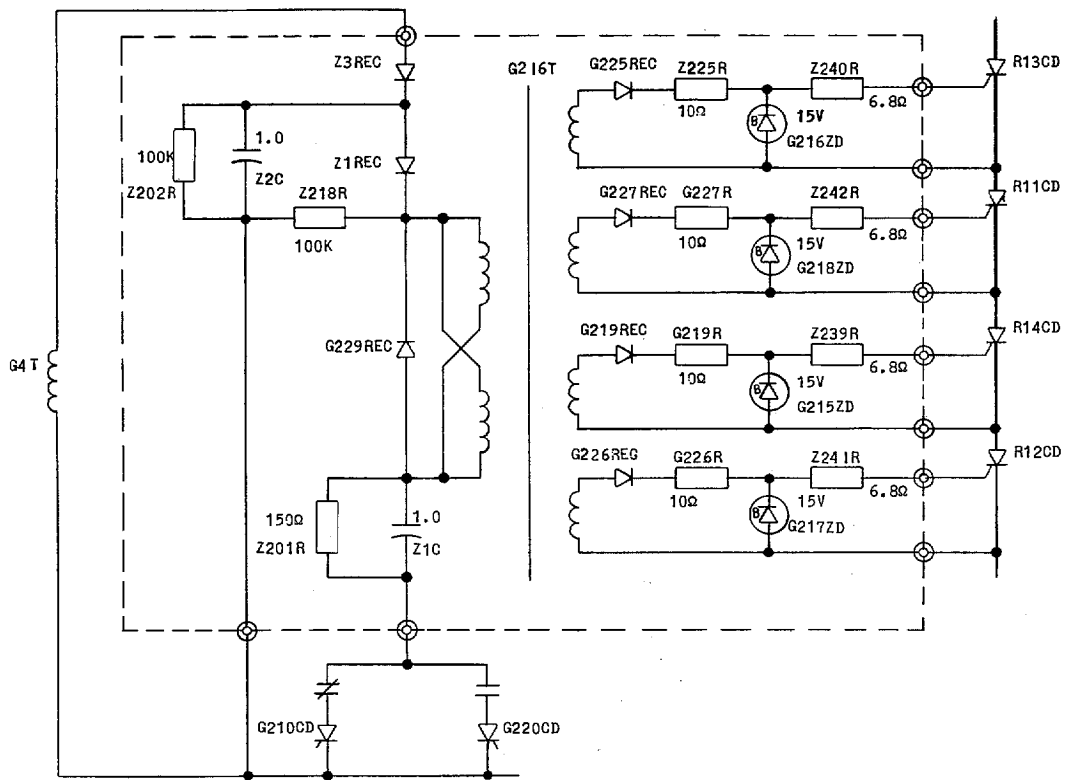 Z3REC
G216T
G225REC
Z225R
Z240R
R13CD
10Ω
15V
6.8Ω
B
G216ZD
100K
1.0
Z1REC
Z202R
Z2C
Z218R
100K
G227REC
G227R
Z242R
R11CD
10Ω
15V
6.8Ω
B
G218ZD
G4T
G229REC
G219REC
G219R
Z239R
R14CD
10Ω
15V
6.8Ω
B
G215ZD
G226REG
G226R
Z241R
R12CD
10Ω
15V
6.8Ω
B
G217ZD
150Ω
1.0
Z201R
Z1C
G210CD
G220CD